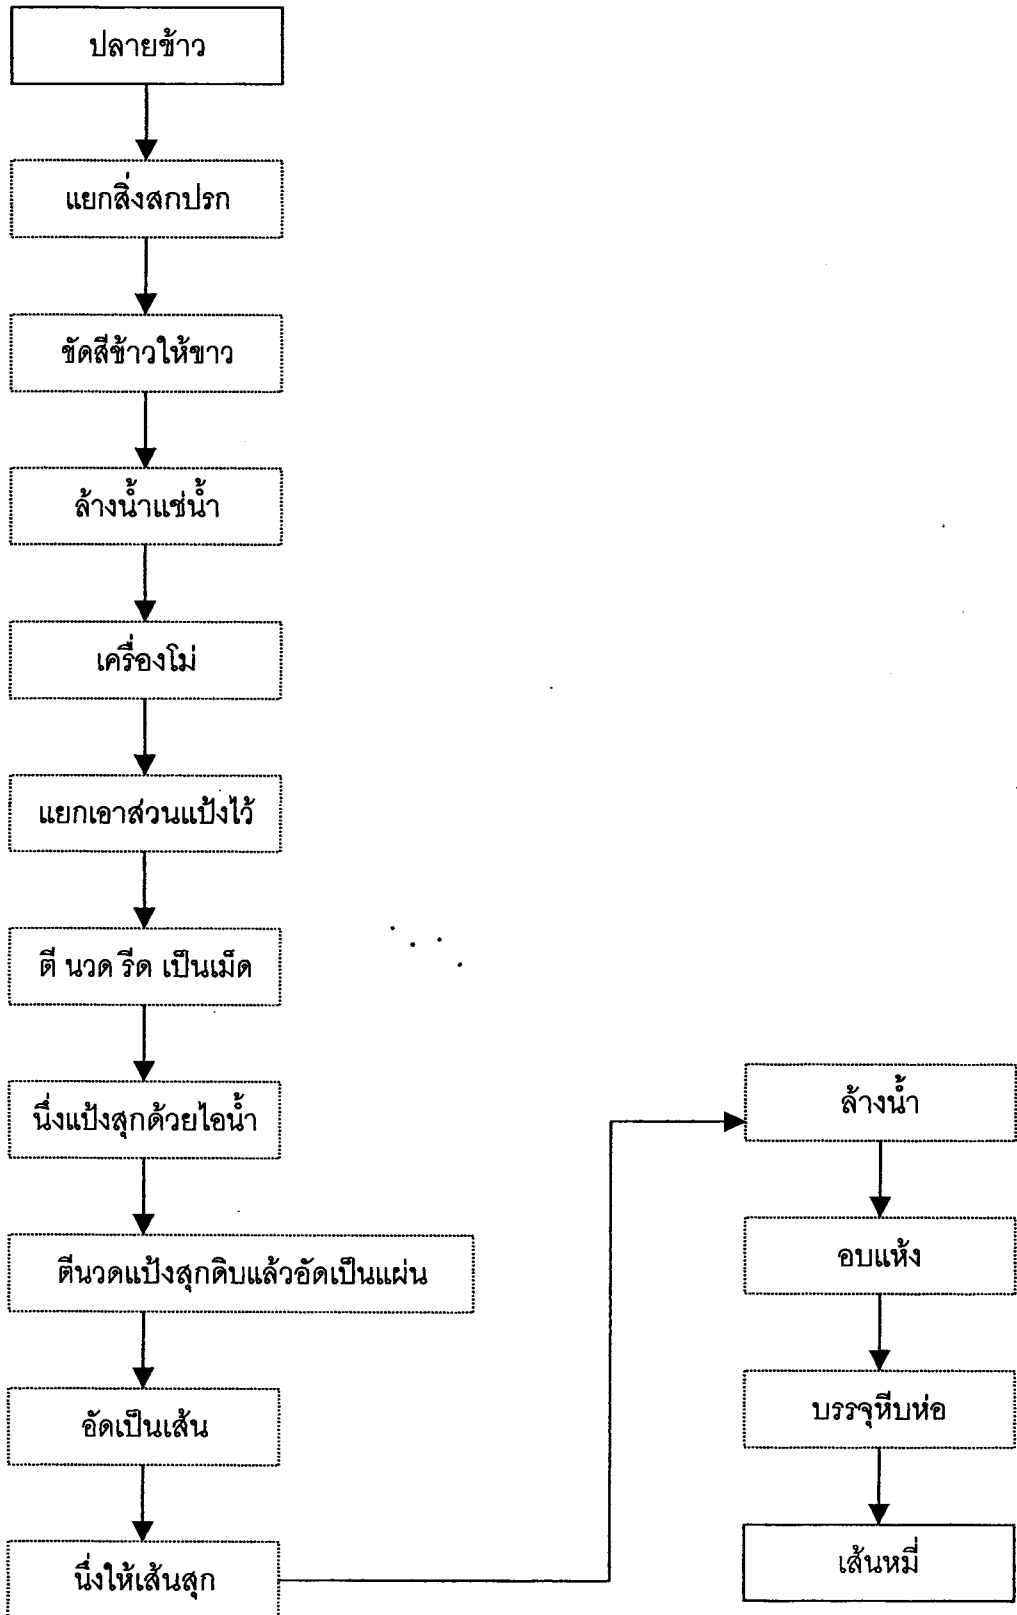 ปลายข้าว
แยกสิ่งสกปรก
ขัดสีข้าวให้ขาว
ล้างน้ำแช่น้ำ
เครื่องโม่
แยกเอาส่วนแป้งไว้
ตี นวด รีด เป็นเม็ด
นึ่งแป้งสุกด้วยไอน้ำ
ตีนวดแป้งสุกดิบแล้วอัดเป็นแผ่น
อัดเป็นเส้น
นึ่งให้เส้นสุก
ล้างน้ำ
อบแห้ง
บรรจุหีบห่อ
เส้นหมี่